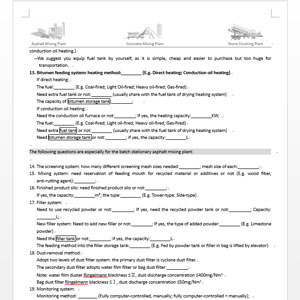 Asphalt Mixing Plant Concrete Mixing Plant Stone Crushing Plant
conduction oil heating.)
--We suggest you equip fuel tank by yourself, as it is simple, cheap and easier to purchase but too huge for
transportation.
13. Bitumen feeding system: heating method:________ (E.g. Direct heating; Conduction oil heating)
If direct heating:
The fuel:________ (E.g. Coal-fired; Light Oil-fired; Heavy Oil-fired; Gas-fired).
Need extra fuel tank or not:________ (usually share with the fuel tank of drying heating system)
The capacity of bitumen storage tank:________
If conduction oil heating:
Need the conduction oil furnace or not:________, If yes, the heating capacity:________KW,
The fuel:________ (E.g. Coal-fired; Light oil-fired; Heavy oil-fired; Gas-fired).
Need extra fuel tank or not:________ (usually share with the fuel tank of drying heating system)
Need bitumen storage tank or not:________, If yes, the capacity:________L.
The following questions are especially for the batch stationary asphalt mixing plant:
14. The screening system: How many different screening mesh sizes needed:________; mesh size of each:________.
15. Mixing system: need reservation of feeding mouth for recycled material or additives or not (E.g. wood fiber,
anti-rutting agent):________.
16. Finished product silo: need finished product silo or not:________.
If yes, the capacity:________m³; the type:________ (E.g. Tower-type, Side-type).
17. Filler system:
Need to use recycled powder or not:________, If yes, need the recycled powder tank or not:________, Capacity:
________L.
New filler system: Need to add new filler or not:________, If yes, the type of added powder:________ (E.g. Limestone
powder).
Need the filler tank or not:________, If yes, the capacity:________L.
The feeding method into the filler storage tank:________ (E.g. Fed by powder tank or filler in bag is lifted by elevator)
18. Dust-removal method:
Adopt two levels of dust filter system: the primary dust filter is cyclone dust filter;
The secondary dust filter adopts water film filter or bag dust filter:________
Note: water film duster Ringelmann blackness ≤Ⅱ, dust discharge concentration ≤400mg/Nm³;
Bag dust filter Ringelmann blackness ≤Ⅰ, dust discharge concentration ≤50mg/Nm³.
19. Monitoring system:
Monitoring method:________ (Fully computer-controlled, manually; fully computer-controlled + manually)